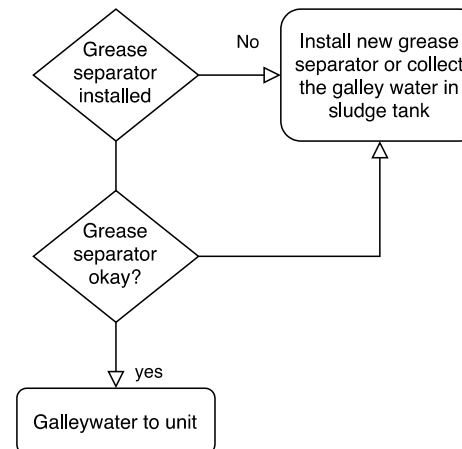 Grease
separator
installed
No
Install new grease
separator or collect
the galley water in
sludge tank
Grease
separator
okay?
yes
Galleywater to unit